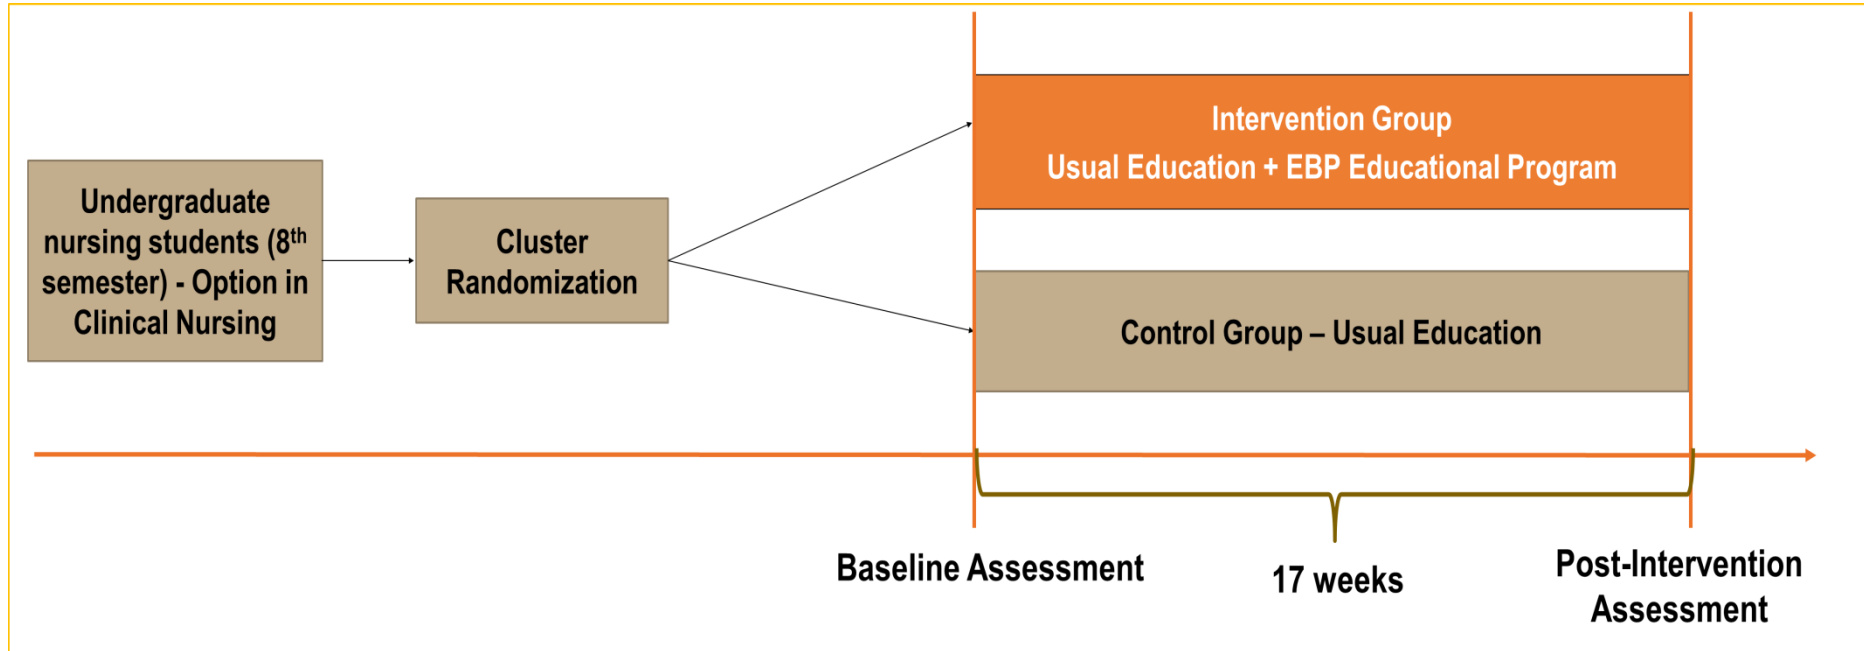 Undergraduate
nursing students (8th
semester) - Option in
Clinical Nursing
Cluster
Randomization
Intervention Group
Usual Education + EBP Educational Program
Control Group – Usual Education
Baseline Assessment
17 weeks
Post-Intervention
Assessment